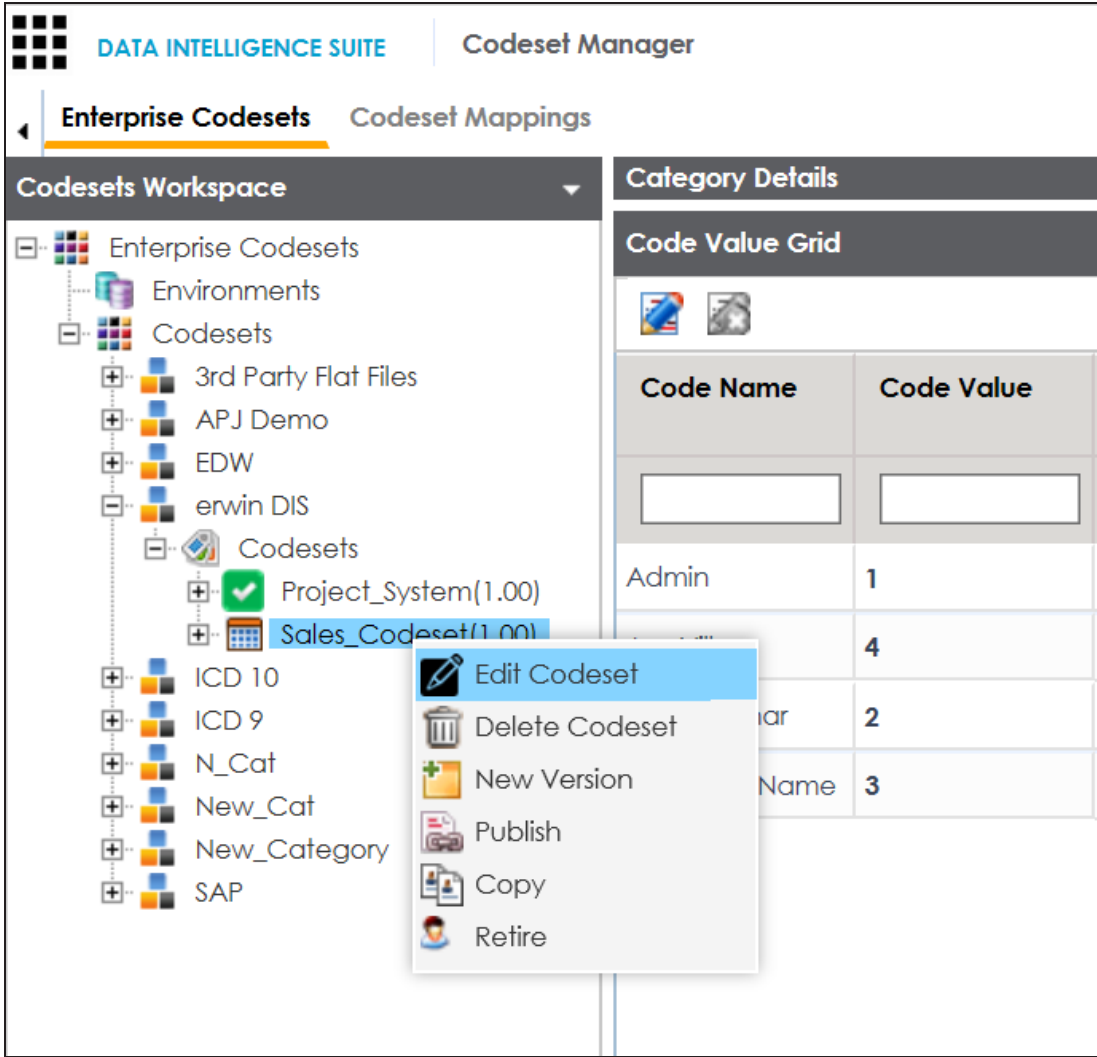 DATA INTELLIGENCE SUITE Codeset Manager
Enterprise Codesets Codeset Mappings
Codesets Workspace
Enterprise Codesets
Environments
Codesets
3rd Party Flat Files
APJ Demo
EDW
erwin DIS
Codesets
Project_System(1.00)
Sales_Codeset(1.00)
ICD 10
ICD 9
N_Cat
New_Cat
New_Category
SAP
Edit Codeset
Delete Codeset
New Version
Publish
Copy
Retire
Category Details
Code Value Grid
Code Name Code Value
Admin 1
4
2
Name 3